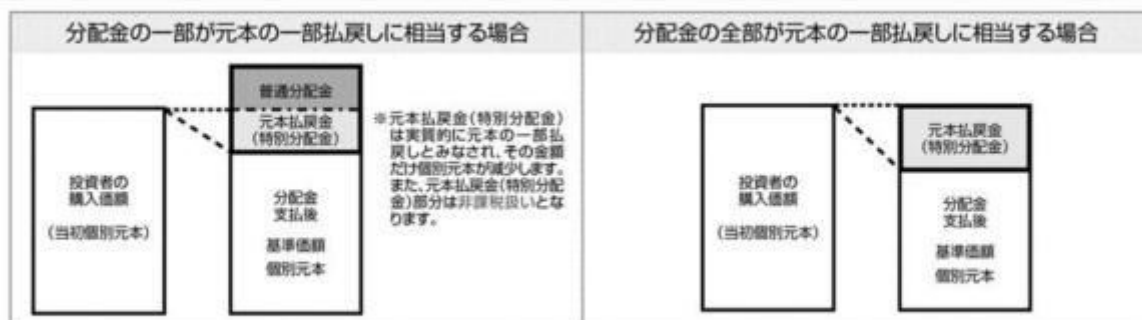 分配金の一部が元本の一部払戻しに相当する場合
普通分配金
元本払戻金
(特別分配金)
投資者の
購入価額
(当初個別元本)
分配金
支払後
基準価額
個別元本
※元本払戻金(特別分配金)
は実質的に元本の一部払
戻しとみなされ、その金額
だけ個別元本が減少します。
また、元本払戻金(特別分配
金)部分は非課税扱いとな
ります。
分配金の全部が元本の一部払戻しに相当する場合
元本払戻金
(特別分配金)
投資者の
購入価額
(当初個別元本)
分配金
支払後
基準価額
個別元本